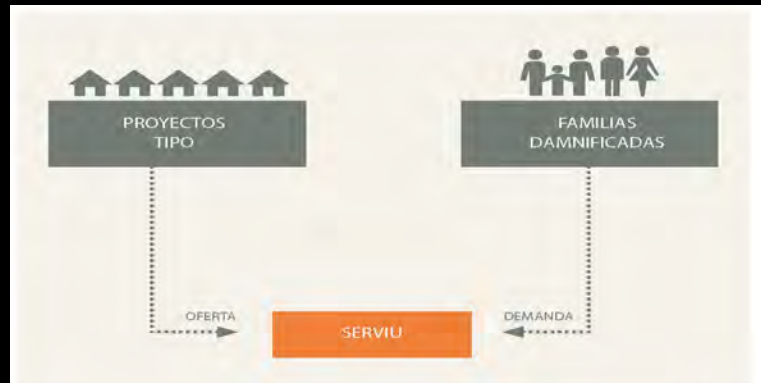 PROYECTOS
TIPO
FAMILIAS
DAMNIFICADAS
OFERTA
DEMANDA
SERVIU